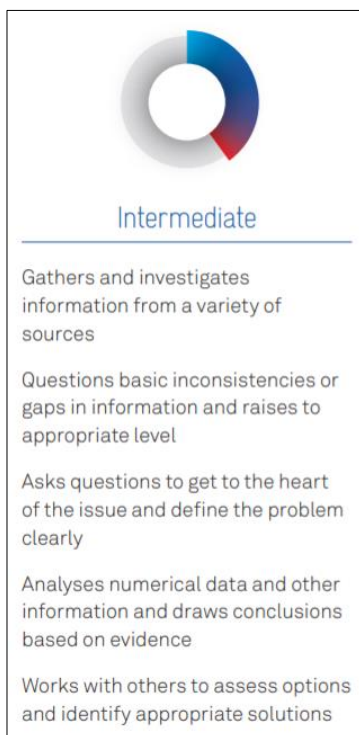 Intermediate
Gathers and investigates
information from a variety of
sources
Questions basic inconsistencies or
gaps in information and raises to
appropriate level
Asks questions to get to the heart
of the issue and define the problem
clearly
Analyses numerical data and other
information and draws conclusions
based on evidence
Works with others to assess options
and identify appropriate solutions